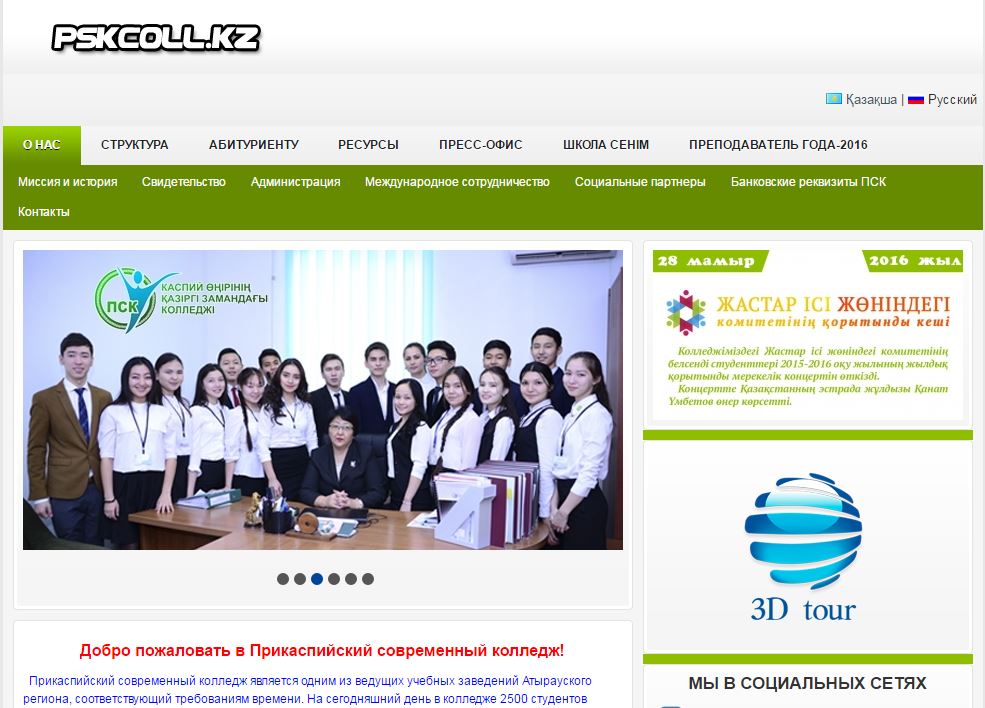 PSKCOLL.KZ
Қазақша | Русский
О НАС СТРУКТУРА АБИТУРИЕНТУ РЕСУРСЫ ПРЕСС-ОФИС ШКОЛА СЕНІМ ПРЕПОДАВАТЕЛЬ ГОДА-2016
Миссия и история Свидетельство Администрация Международное сотрудничество Социальные партнеры Банковские реквизиты ПСК
Контакты
ПСК
КАСПИЙ ӨҢІРІНІҢ
ҚАЗІРГІ ЗАМАНДАҒЫ
КОЛЛЕДЖІ
28 мамыр 2016 жыл
ЖАСТАР ІСІ ЖӨНІНДЕГІ
комитетінің қорытынды кеші
Колледжіміздегі Жастар ісі жөніндегі комитетінің
белсенді студенттері 2015-2016 оқу жылының жылдық
қорытынды мерекелік концертін өткізді.
Концертте Қазақстанның эстрада жұлдызы Қанат
Үмбетов өнер көрсетті.
3D tour
Добро пожаловать в Прикаспийский современный колледж!
Прикаспийский современный колледж является одним из ведущих учебных заведений Атырауского
региона, соответствующий требованиям времени. На сегодняшний день в колледже 2500 студентов
МЫ В СОЦИАЛЬНЫХ СЕТЯХ